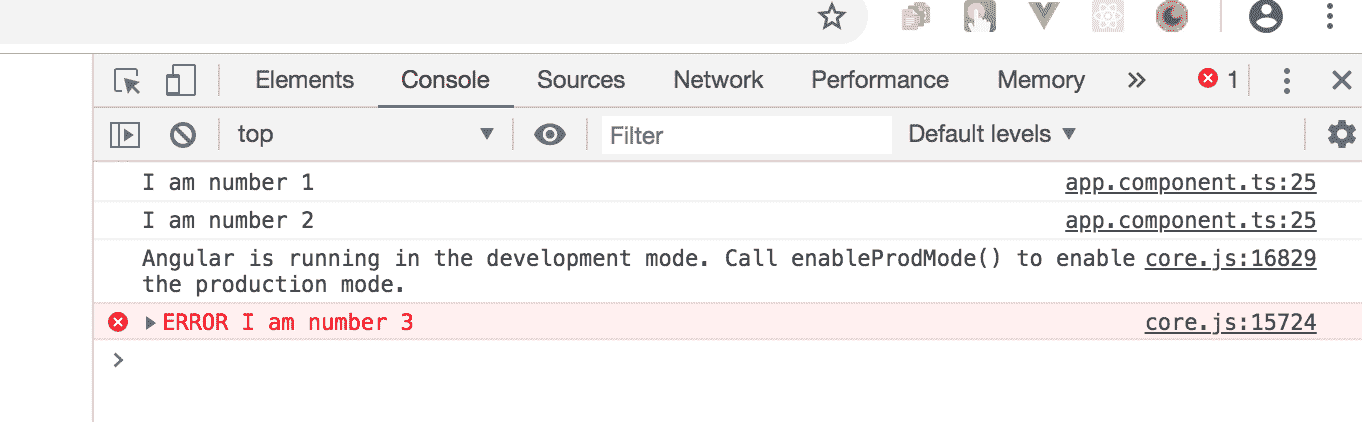 Elements Console Sources Network Performance Memory » 1
top Filter Default levels
I am number 1 app.component.ts:25
I am number 2 app.component.ts:25
Angular is running in the development mode. Call enableProdMode() to enable core.js:16829
the production mode.
ERROR I am number 3 core.js:15724
>